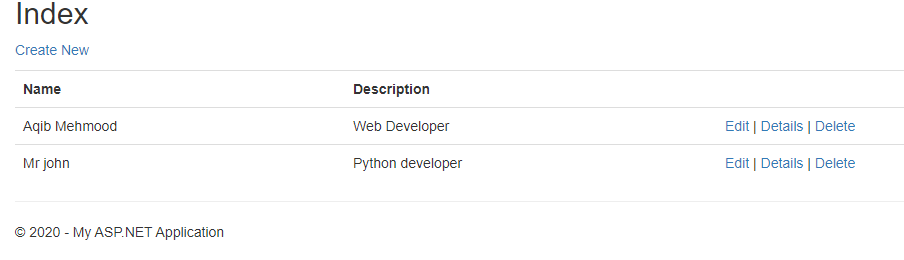 Index
Create New
Name Description
Aqib Mehmood Web Developer Edit | Details | Delete
Mr john Python developer Edit | Details | Delete
© 2020 - My ASP.NET Application